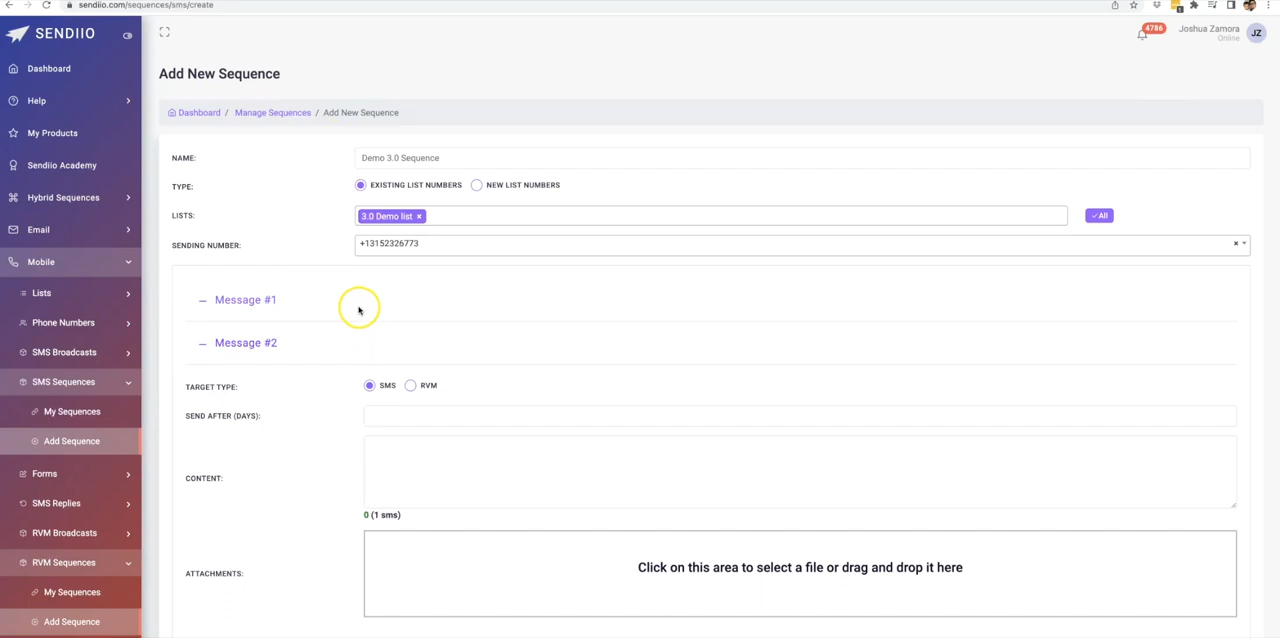 sendiio.com/sequences/sms/create
SENDIIO
4786
Joshua Zamora
Online
JZ
Dashboard
Help
My Products
Sendiio Academy
Hybrid Sequences
Email
Mobile
Lists
Phone Numbers
SMS Broadcasts
SMS Sequences
My Sequences
Add Sequence
Forms
SMS Replies
RVM Broadcasts
RVM Sequences
My Sequences
Add Sequence
Add New Sequence
Dashboard / Manage Sequences / Add New Sequence
NAME: Demo 3.0 Sequence
TYPE: EXISTING LIST NUMBERS NEW LIST NUMBERS
LISTS: 3.0 Demo list × ✓All
SENDING NUMBER: +13152326773 ×
Message #1
Message #2
TARGET TYPE: SMS RVM
SEND AFTER (DAYS):
CONTENT:
0 (1 sms)
ATTACHMENTS: Click on this area to select a file or drag and drop it here